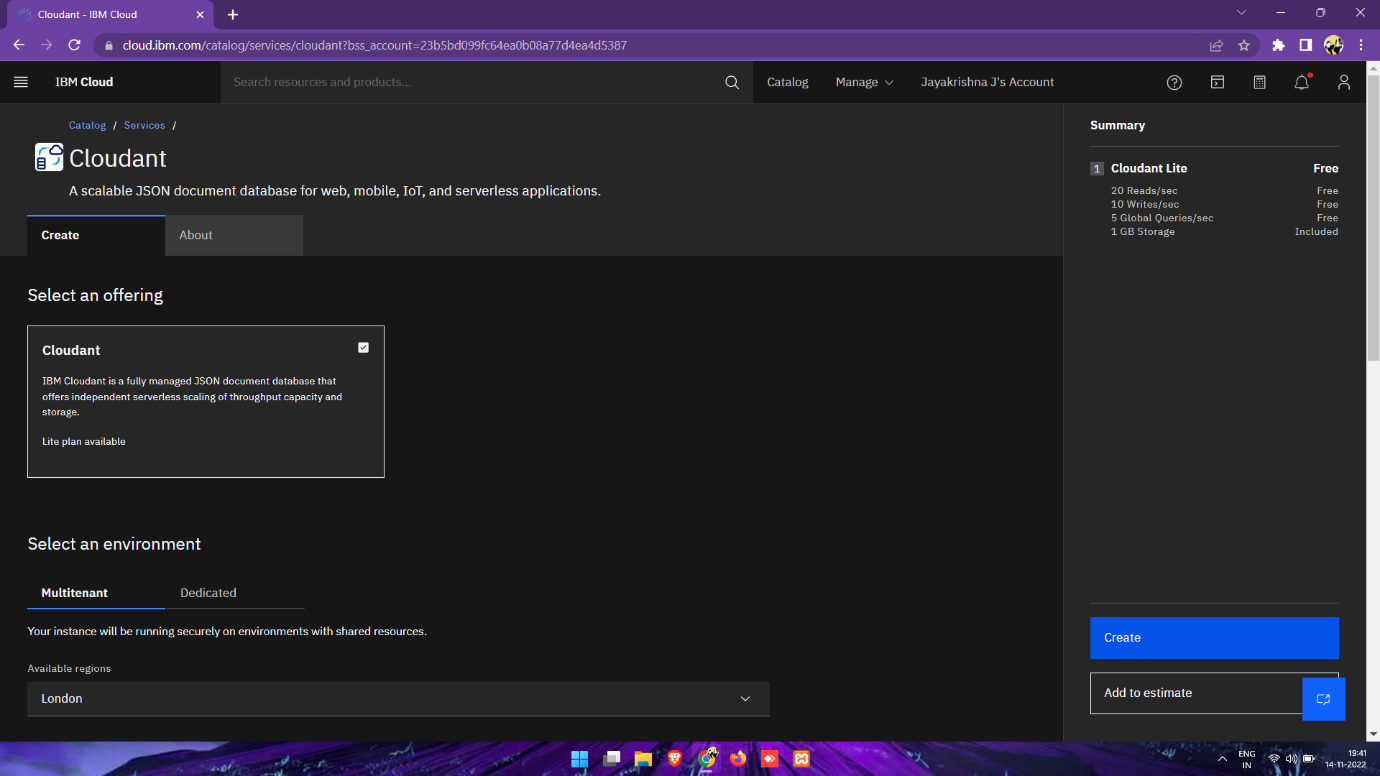 Cloudant - IBM Cloud
cloud.ibm.com/catalog/services/cloudant?bss_account=23b5bd099fc64ea0b08a77d4ea4d5387
IBM Cloud
Search resources and products...
Catalog
Manage
Jayakrishna J's Account
Catalog / Services /
Cloudant
A scalable JSON document database for web, mobile, IoT, and serverless applications.
Create
About
Select an offering
Cloudant
IBM Cloudant is a fully managed JSON document database that
offers independent serverless scaling of throughput capacity and
storage.
Lite plan available
Select an environment
Multitenant
Dedicated
Your instance will be running securely on environments with shared resources.
Available regions
London
Summary
1 Cloudant Lite Free
20 Reads/sec Free
10 Writes/sec Free
5 Global Queries/sec Free
1 GB Storage Included
Create
Add to estimate
ENG
IN
19:41
14-11-2022